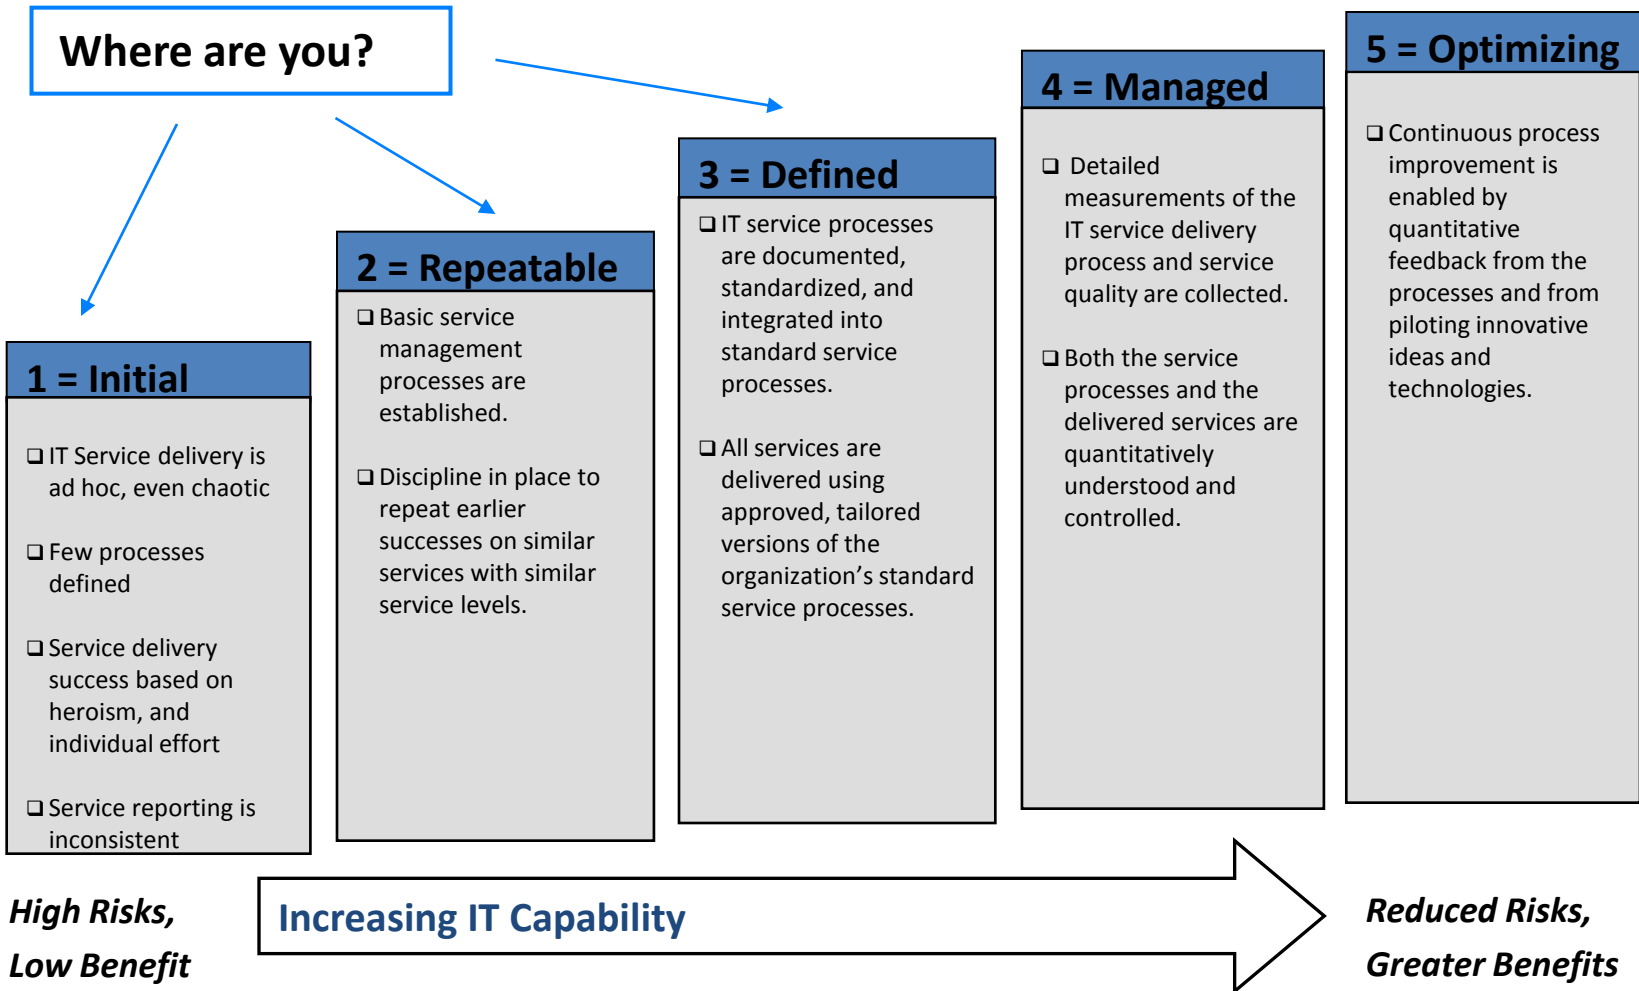 Where are you?
1 = Initial
❑ IT Service delivery is
ad hoc, even chaotic
❑ Few processes
defined
❑ Service delivery
success based on
heroism, and
individual effort
❑ Service reporting is
inconsistent
2 = Repeatable
❑ Basic service
management
processes are
established.
❑ Discipline in place to
repeat earlier
successes on similar
services with similar
service levels.
3 = Defined
❑ IT service processes
are documented,
standardized, and
integrated into
standard service
processes.
❑ All services are
delivered using
approved, tailored
versions of the
organization’s standard
service processes.
4 = Managed
❑ Detailed
measurements of the
IT service delivery
process and service
quality are collected.
❑ Both the service
processes and the
delivered services are
quantitatively
understood and
controlled.
5 = Optimizing
❑ Continuous process
improvement is
enabled by
quantitative
feedback from the
processes and from
piloting innovative
ideas and
technologies.
High Risks,
Low Benefit
Increasing IT Capability
Reduced Risks,
Greater Benefits